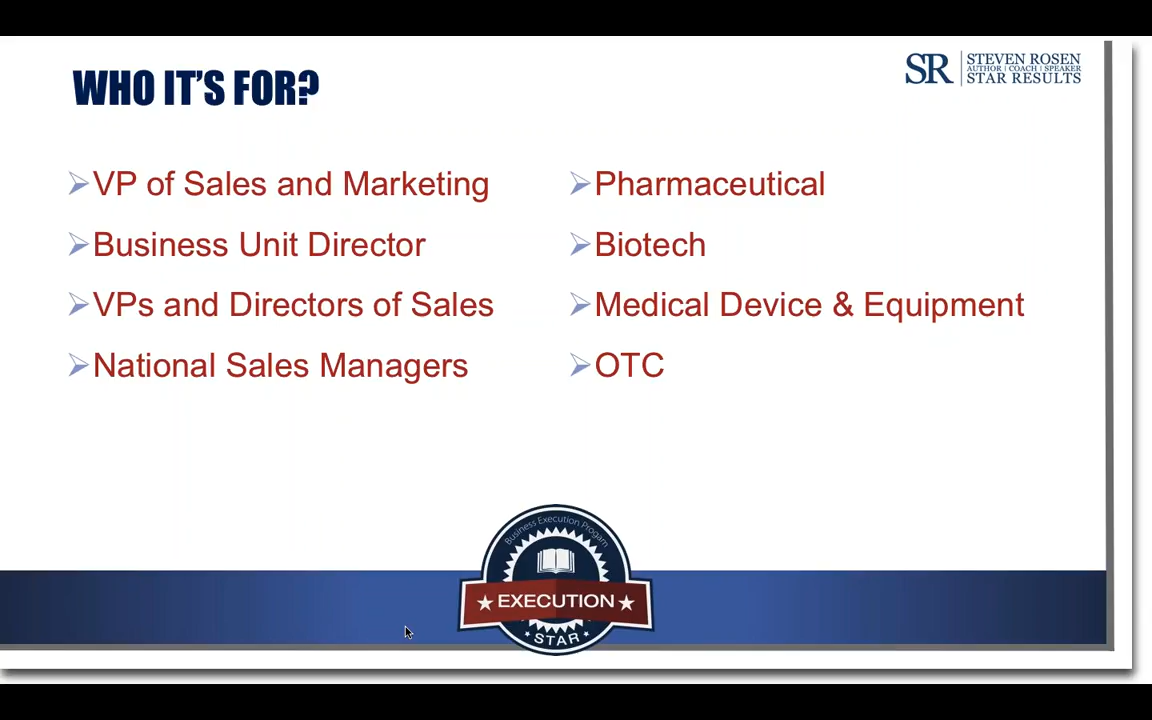 WHO IT'S FOR?
SR
STEVEN ROSEN
AUTHOR | COACH | SPEAKER
STAR RESULTS
VP of Sales and Marketing
Business Unit Director
VPs and Directors of Sales
National Sales Managers
Pharmaceutical
Biotech
Medical Device & Equipment
OTC
Business Execution Progam
EXECUTION
STAR